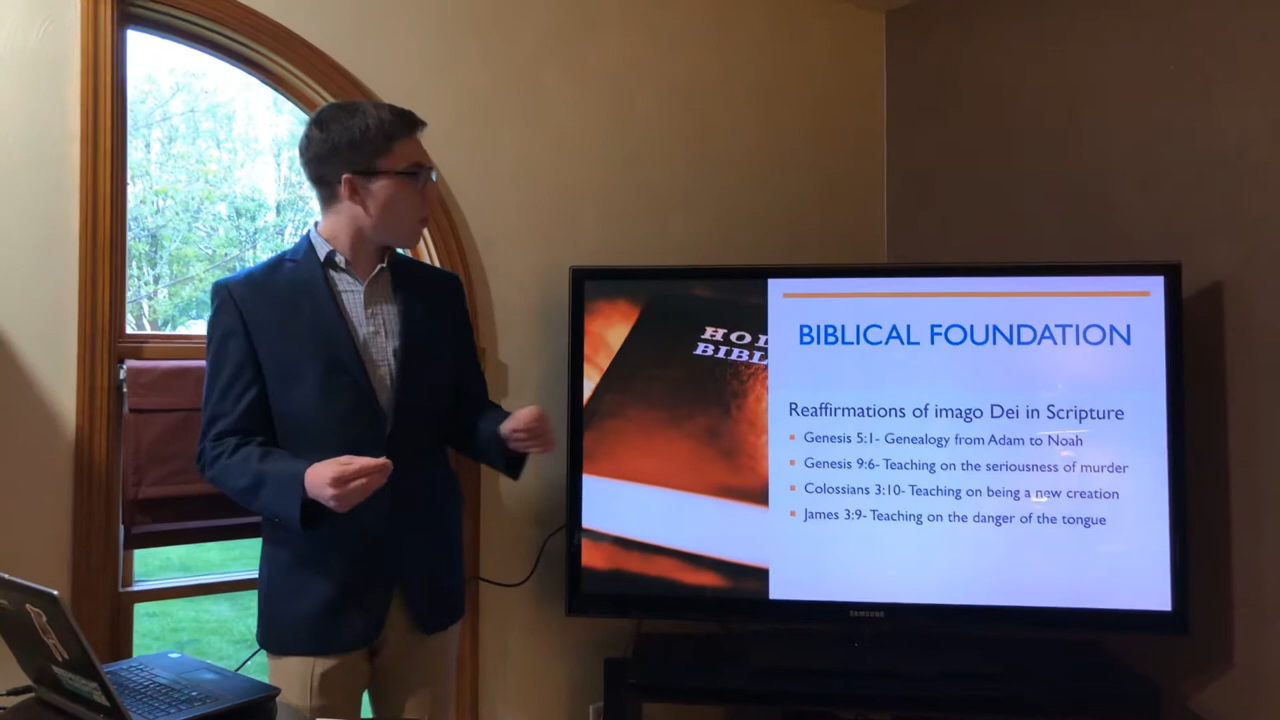 HOL
BIBL
BIBLICAL FOUNDATION
Reaffirmations of imago Dei in Scripture
Genesis 5:1- Genealogy from Adam to Noah
Genesis 9:6- Teaching on the seriousness of murder
Colossians 3:10- Teaching on being a new creation
James 3:9- Teaching on the danger of the tongue
SAMSUNG